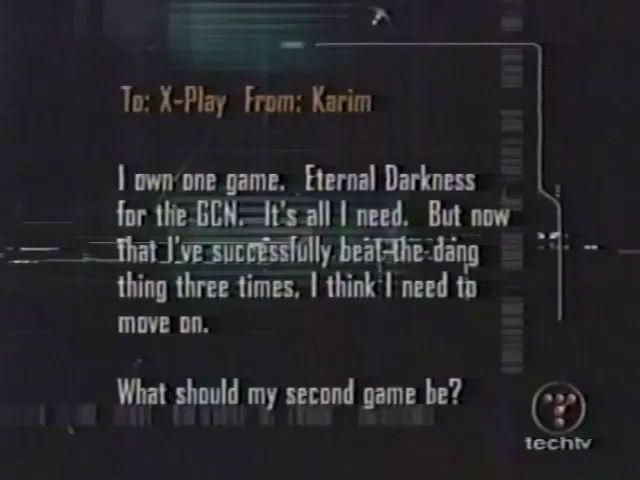 To: X-Play From: Karim
I own one game. Eternal Darkness
for the GCN. It's all I need. But now
that I've successfully beat the dang
thing three times, I think I need to
move on.
What should my second game be?
techtv